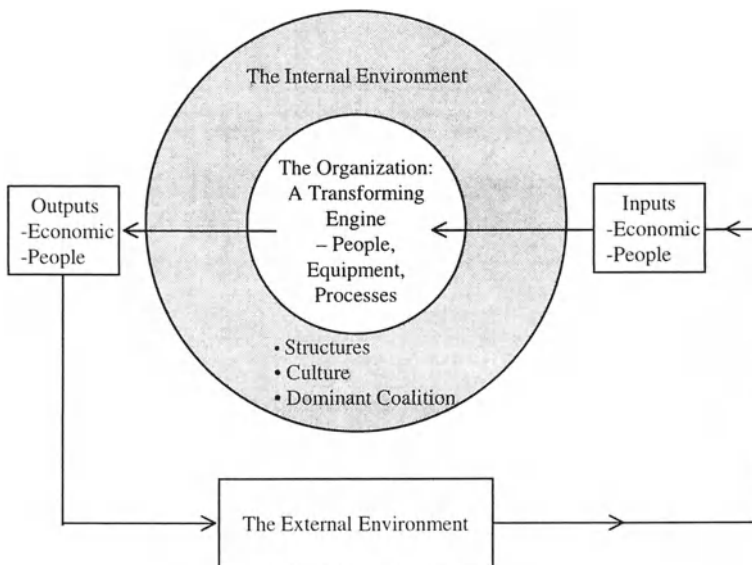 The Internal Environment
The Organization:
A Transforming
Engine
– People,
Equipment,
Processes
Outputs
-Economic
-People
Inputs
-Economic
-People
• Structures
• Culture
• Dominant Coalition
The External Environment